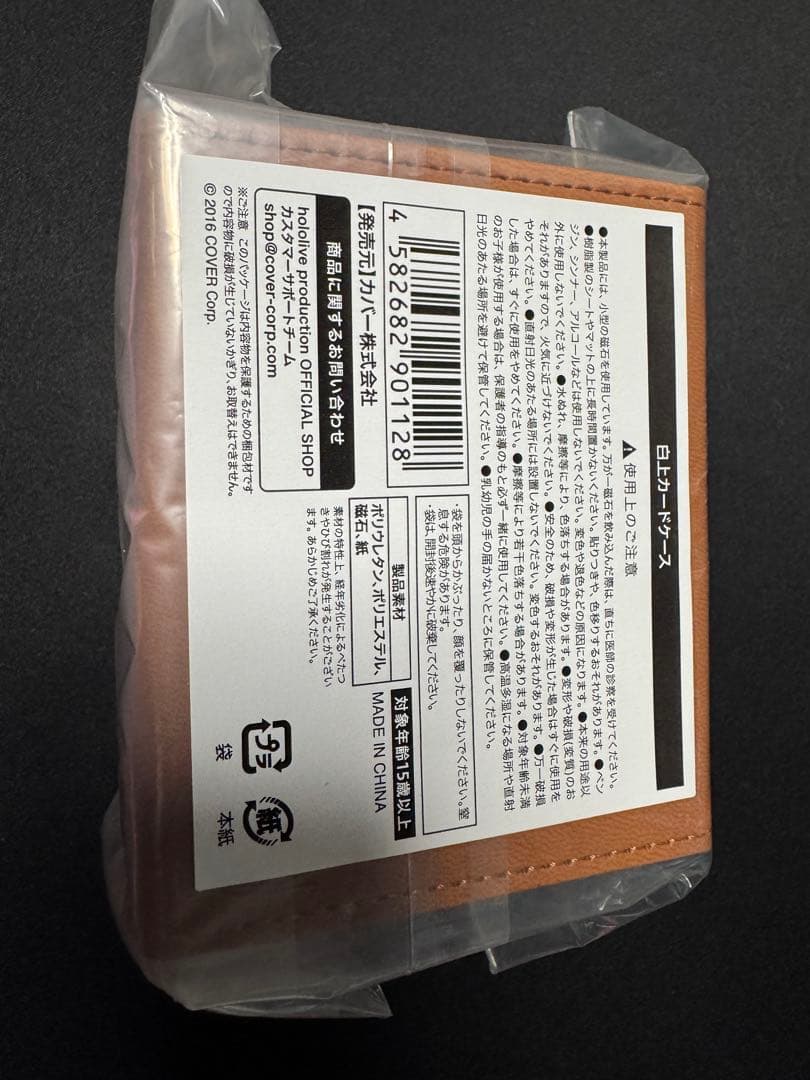 白上カードケース
⚠使用上のご注意
●本製品には、小型の磁石を使用しています。万が一磁石を飲み込んだ際は、直ちに医師の診察を受けてください。
●樹脂製のシートやマットの上に長時間置かないください。貼りつきや、色移りするおそれがあります。●ベン
ジン、シンナー、アルコールなどは使用しないでください。変色や退色などの原因になります。●本来の用途以
外に使用しないでください。●水ぬれ、摩擦等により、色落ちする場合があります。●変形や破損(変質)のお
それがありますので、火気に近づけないでください。●安全のため、破損や変形が生じた場合はすぐに使用を
やめてください。●直射日光のあたる場所には設置しないでください。変色するおそれがあります。●万一破損
した場合は、すぐに使用をやめてください。●摩擦等により若干色落ちする場合があります。●対象年齢未満
のお子様が使用する場合は、保護者の指導のもと必ず一緒に使用してください。●高温多湿になる場所や直射
日光のあたる場所を避けて保管してください。●乳幼児の手の届かないところに保管してください。
4 582682 901128
【発売元】カバー株式会社
商品に関するお問い合わせ
hololive production OFFICIAL SHOP
カスタマーサポートチーム
shop@cover-corp.com
※ご注意 このパッケージは内容物を保護するための梱包材です
ので内容物に破損が生じていないかぎり、お取替えはできません。
© 2016 COVER Corp.
・袋を頭からかぶったり、顔を覆ったりしないでください。窒
息する危険があります。
・袋は、開封後速やかに破棄してください。
製品素材
ポリウレタン、ポリエステル、
磁石、紙
素材の特性上、経年劣化によるべたつ
きやひび割れが発生することがござい
ます。あらかじめご了承ください。
対象年齢15歳以上
MADE IN CHINA
プラ
袋
紙
本紙